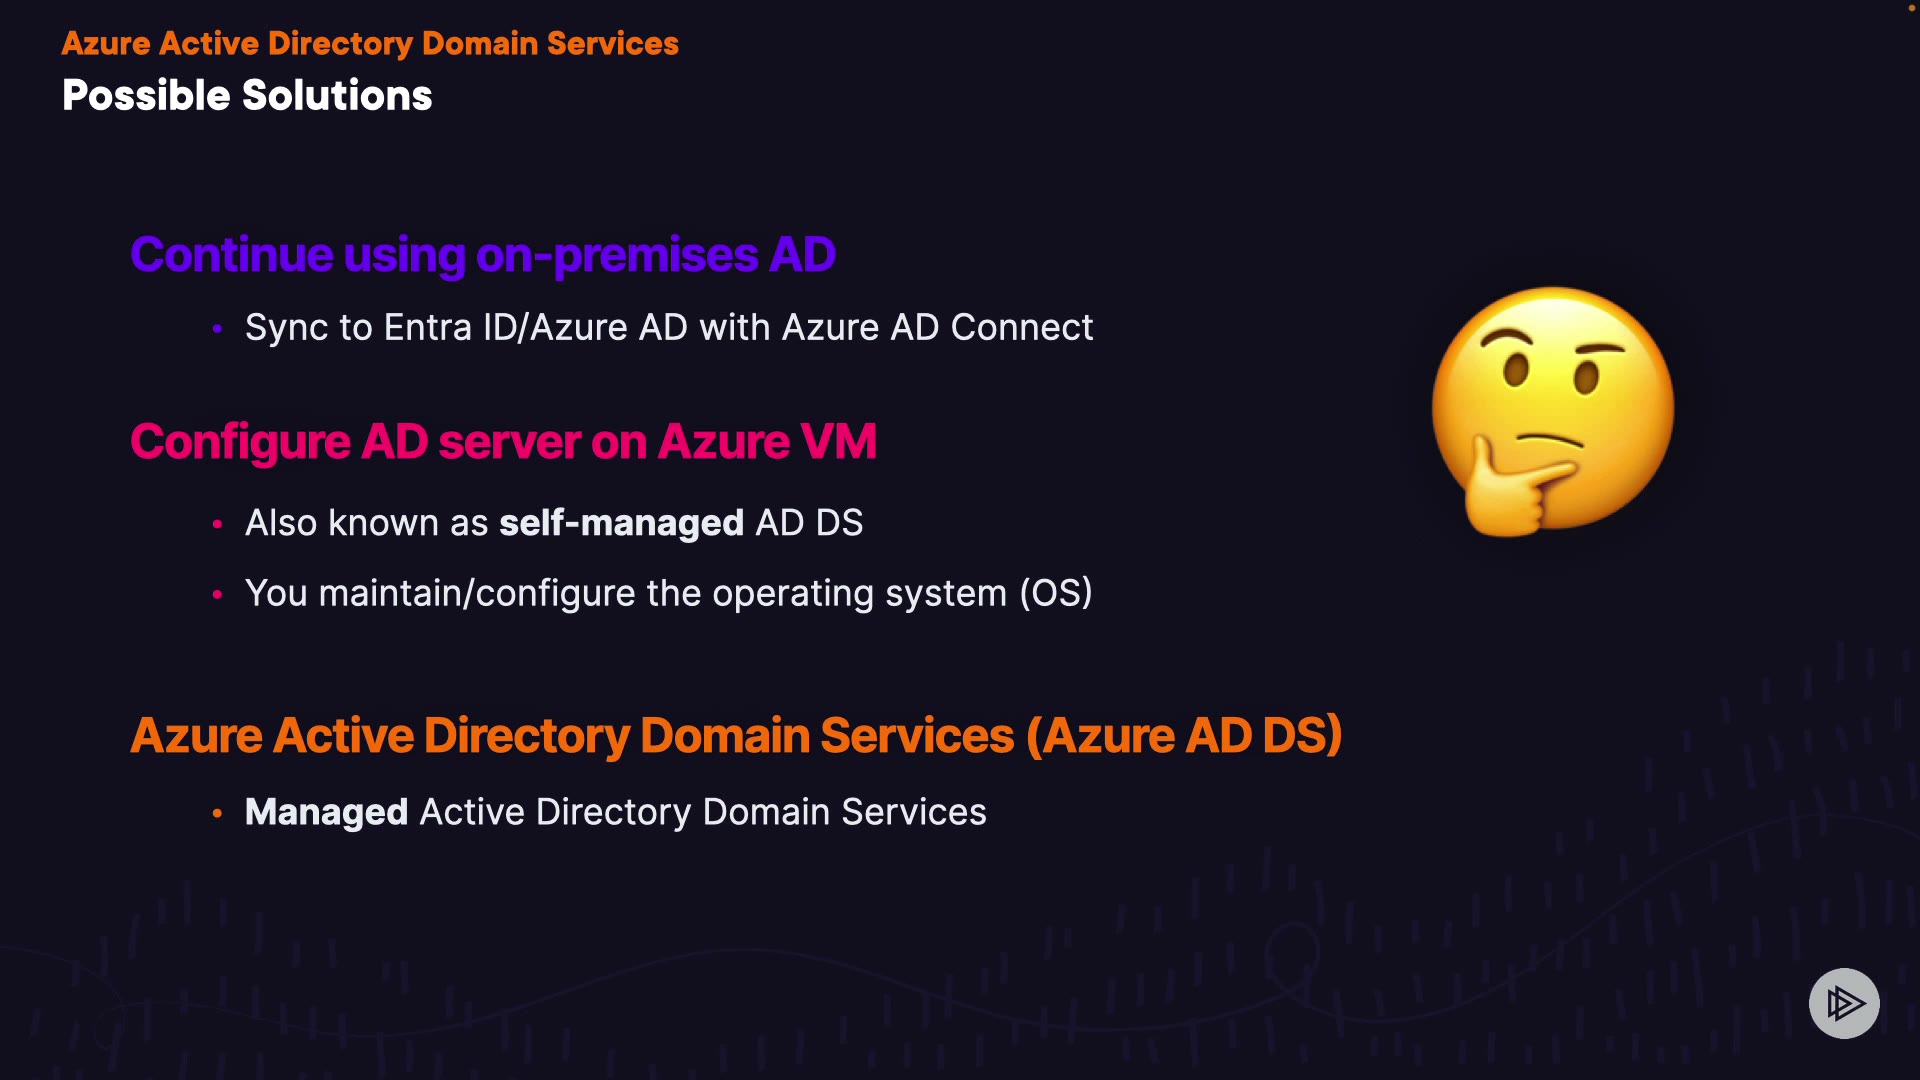 Azure Active Directory Domain Services
Possible Solutions
Continue using on-premises AD
• Sync to Entra ID/Azure AD with Azure AD Connect
Configure AD server on Azure VM
• Also known as self-managed AD DS
• You maintain/configure the operating system (OS)
Azure Active Directory Domain Services (Azure AD DS)
• Managed Active Directory Domain Services